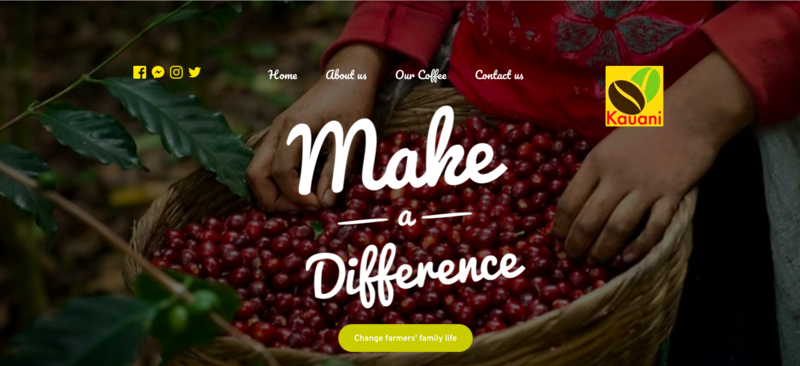 Home
About us
Our Coffee
Contact us
Kauani
Make
a
Difference
Change farmers' family life